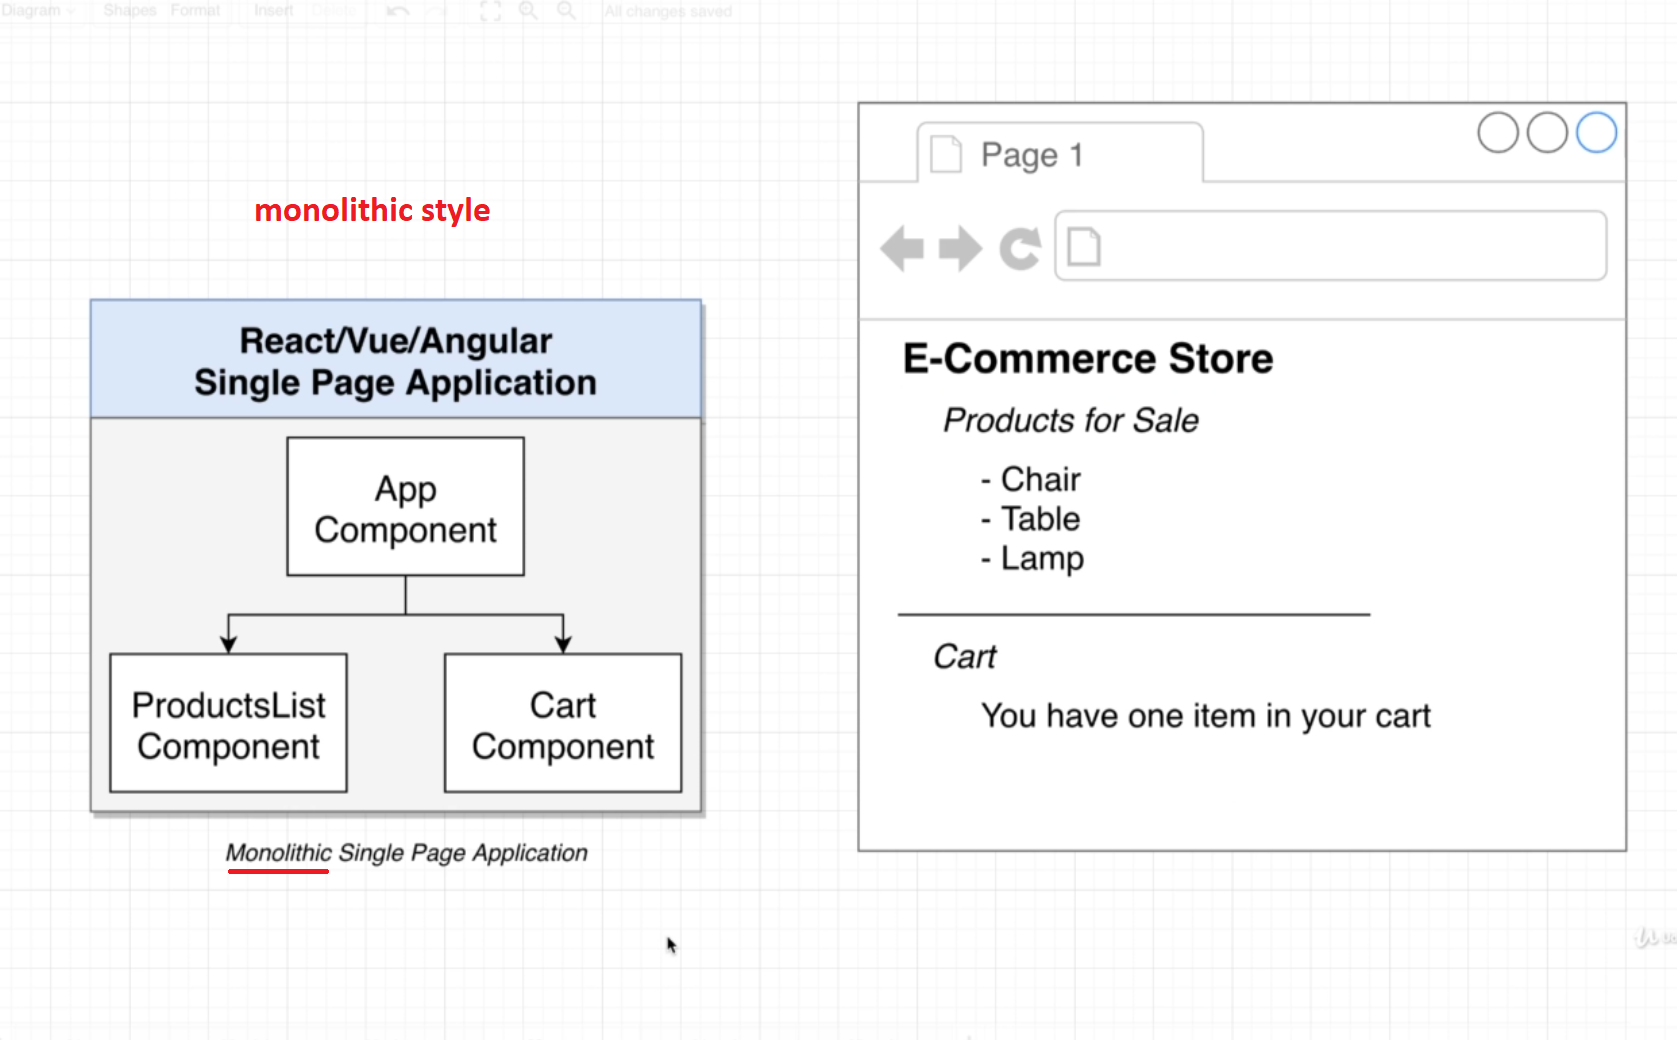 Diagram Shapes Format Insert Delete All changes saved
monolithic style
React/Vue/Angular
Single Page Application
App
Component
ProductsList
Component
Cart
Component
Monolithic Single Page Application
Page 1
E-Commerce Store
Products for Sale
- Chair
- Table
- Lamp
Cart
You have one item in your cart